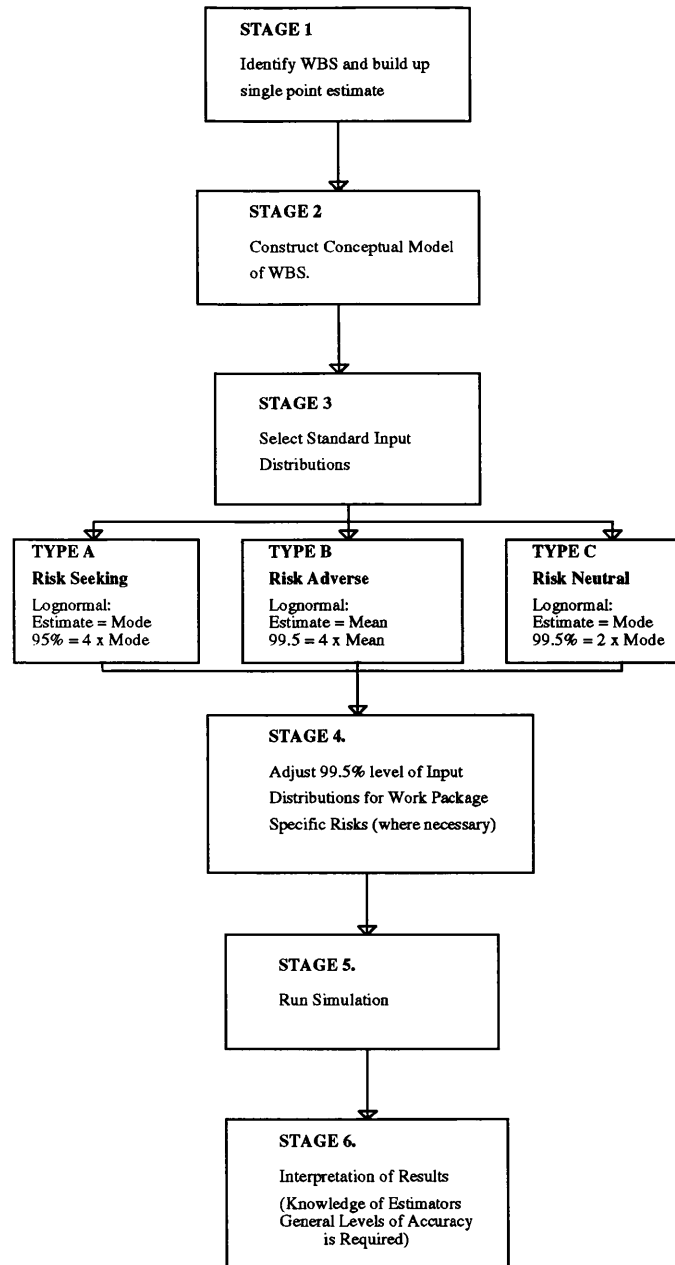 STAGE 1
Identify WBS and build up
single point estimate
STAGE 2
Construct Conceptual Model
of WBS.
STAGE 3
Select Standard Input
Distributions
TYPE A
Risk Seeking
Lognormal:
Estimate = Mode
95% = 4 x Mode
TYPE B
Risk Adverse
Lognormal:
Estimate = Mean
99.5 = 4 x Mean
TYPE C
Risk Neutral
Lognormal:
Estimate = Mode
99.5% = 2 x Mode
STAGE 4.
Adjust 99.5% level of Input
Distributions for Work Package
Specific Risks (where necessary)
STAGE 5.
Run Simulation
STAGE 6.
Interpretation of Results
(Knowledge of Estimators
General Levels of Accuracy
is Required)